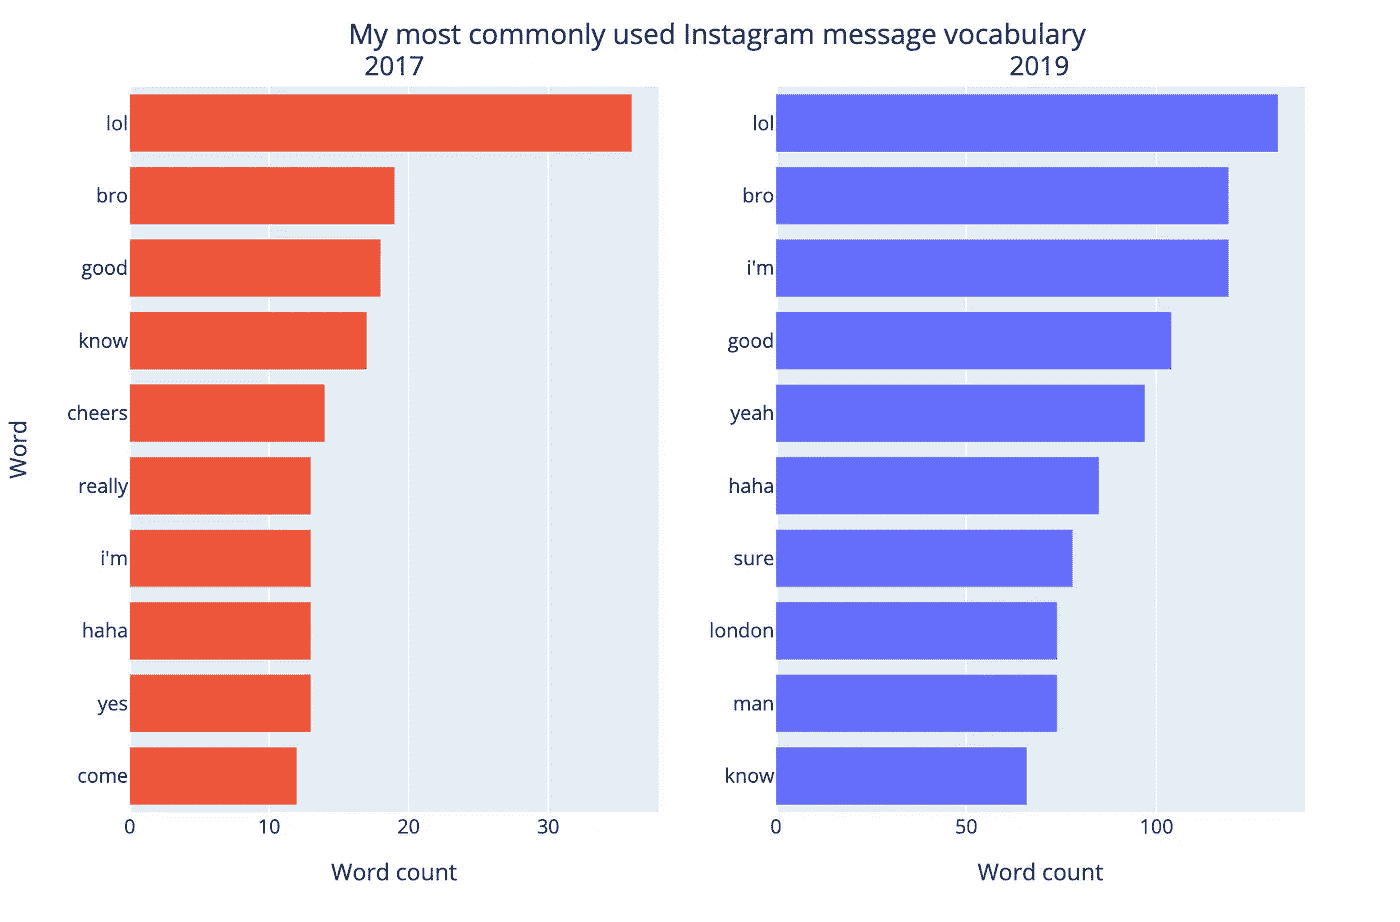 My most commonly used Instagram message vocabulary
2017
2019
Word
lol
bro
good
know
cheers
really
i'm
haha
yes
come
0 10 20 30
Word count
lol
bro
i'm
good
yeah
haha
sure
london
man
know
0 50 100
Word count